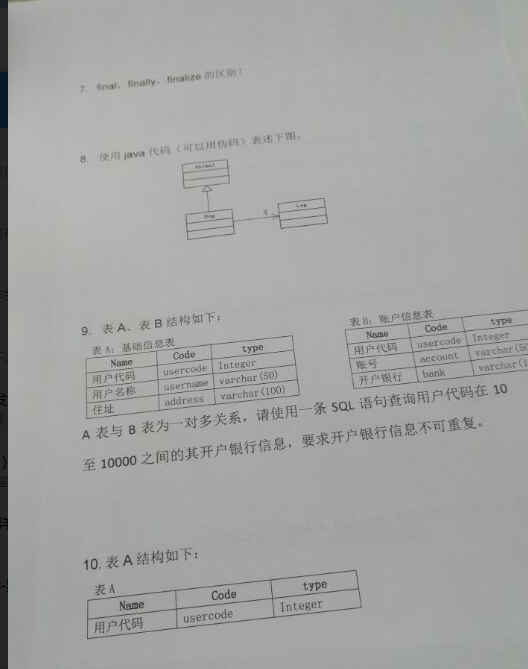 7. final、finally、finalize 的区别？
8. 使用 java 代码（可以用伪码）表述下图。
Animal
Dog
4
Leg
9. 表 A、表 B 结构如下：
表 A：基础信息表
Name Code type
用户代码 usercode Integer
用户名称 username varchar(50)
住址 address varchar(100)
表 B：账户信息表
Name Code type
用户代码 usercode Integer
账号 account varchar(50
开户银行 bank varchar(1
A 表与 B 表为一对多关系，请使用一条 SQL 语句查询用户代码在 10
至 10000 之间的其开户银行信息，要求开户银行信息不可重复。
10. 表 A 结构如下：
表 A
Name Code type
用户代码 usercode Integer